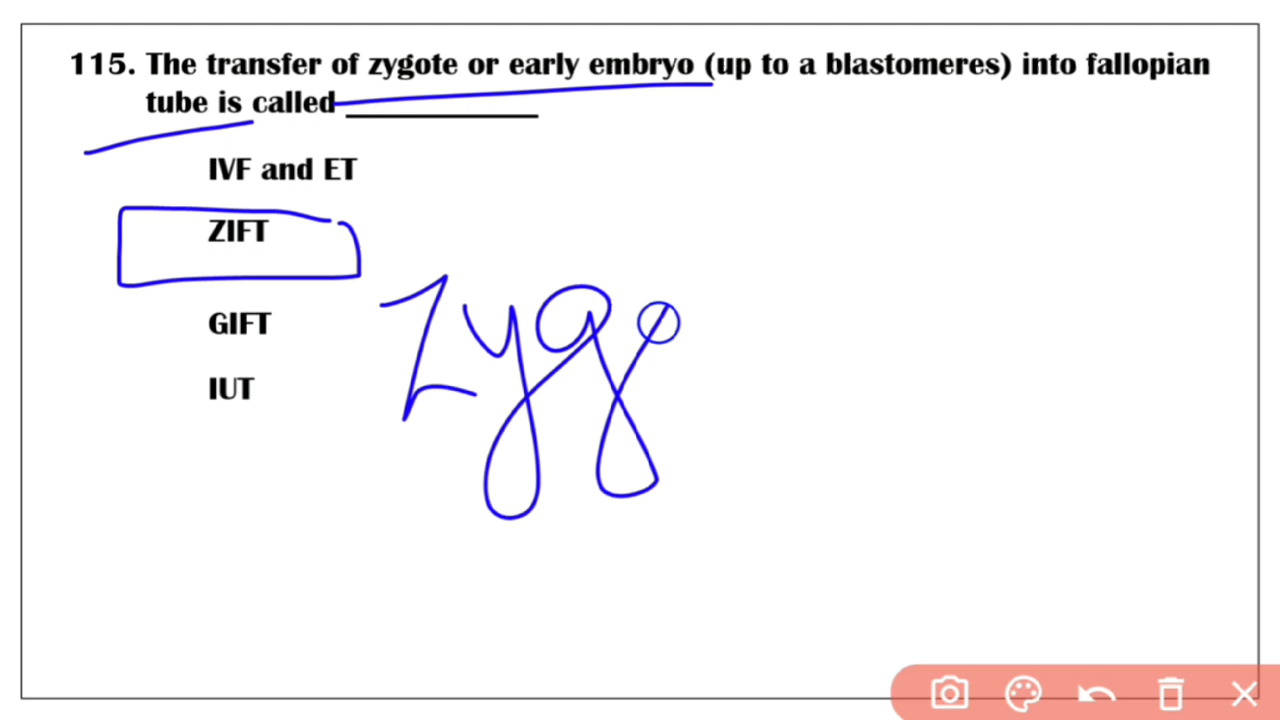 115. The transfer of zygote or early embryo (up to a blastomeres) into fallopian
tube is called ______________
IVF and ET
ZIFT
GIFT
IUT
Zygo